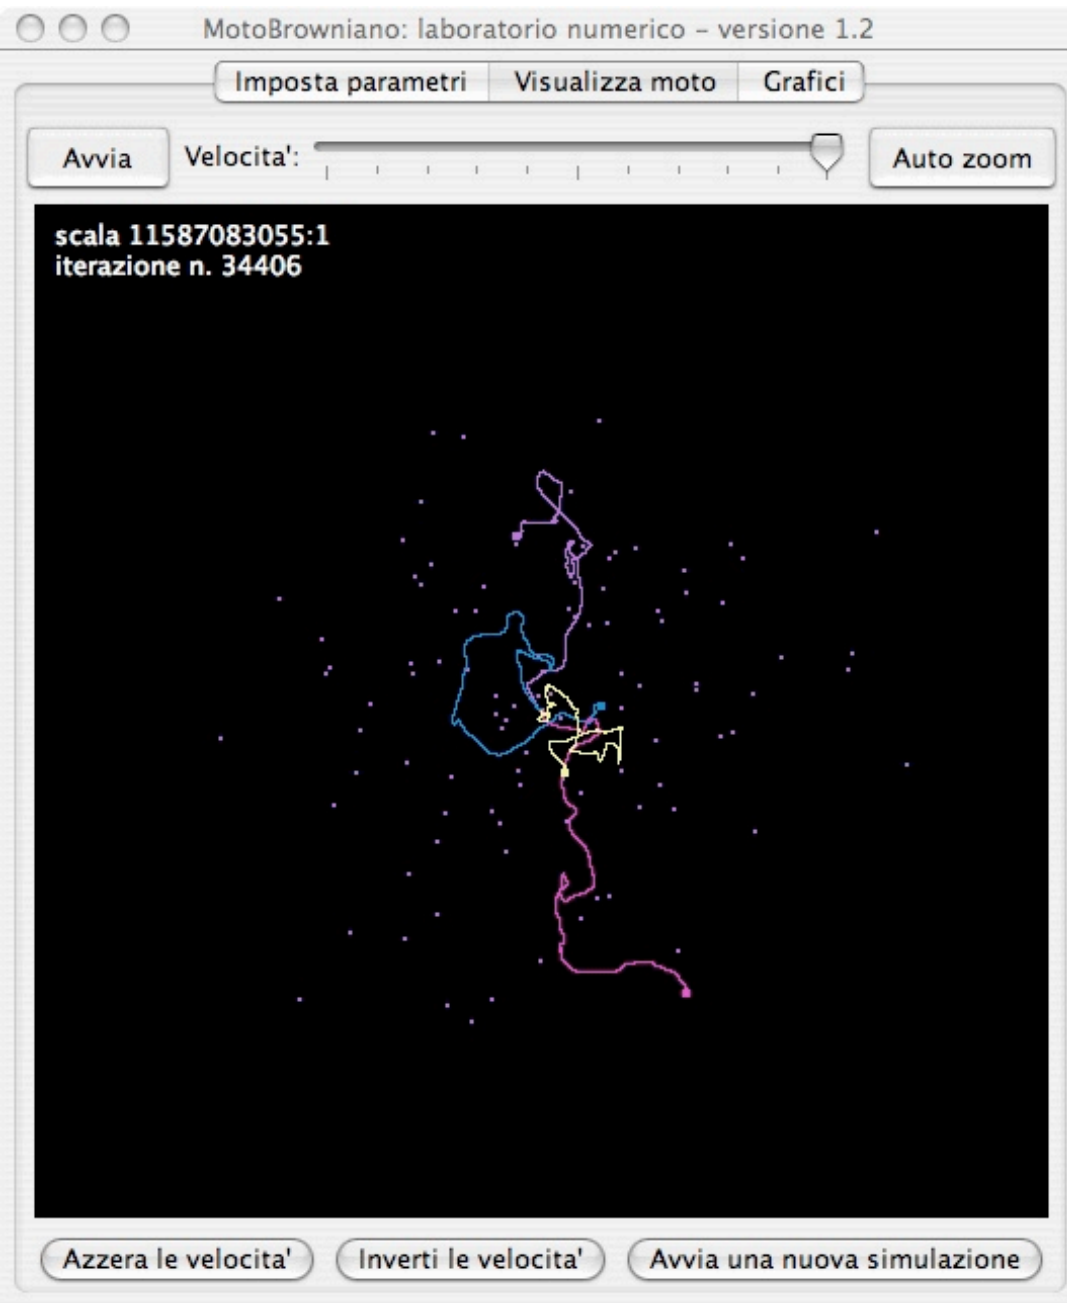 MotoBrowniano: laboratorio numerico – versione 1.2
Imposta parametri Visualizza moto Grafici
Avvia Velocita': Auto zoom
scala 11587083055:1
iterazione n. 34406
Azzera le velocita' Inverti le velocita' Avvia una nuova simulazione